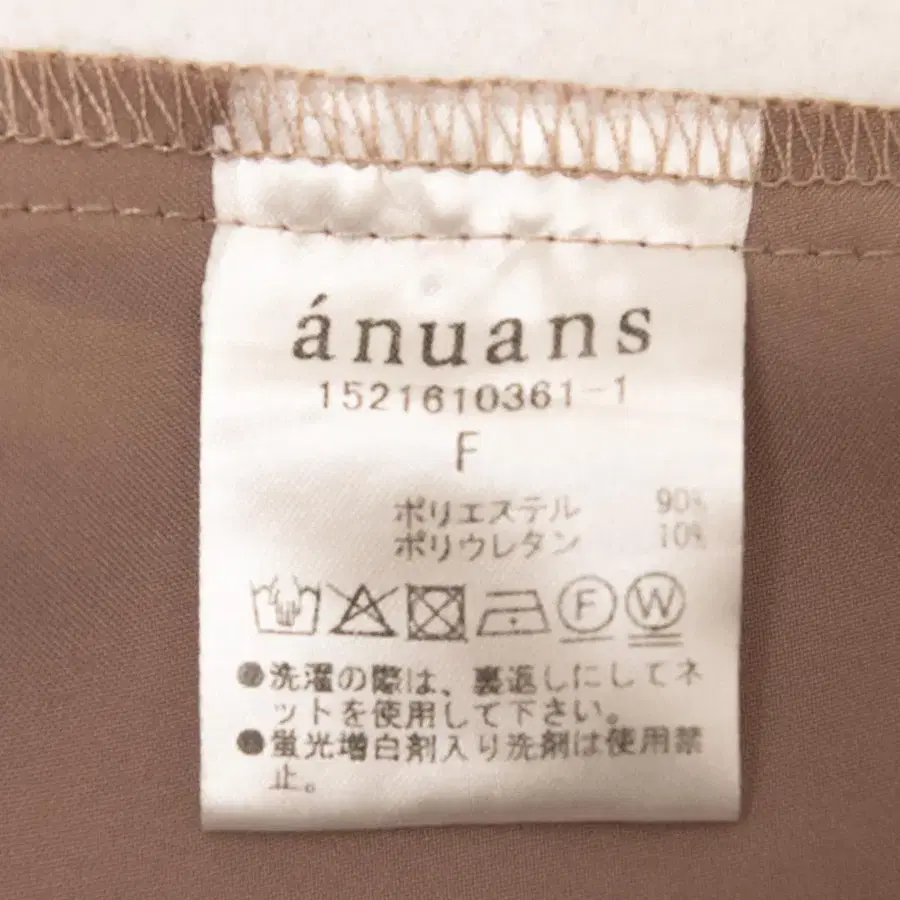 ánuans
1521610361-1
F
ポリエステル 90%
ポリウレタン 10%
F W
●洗濯の際は、裏返しにしてネ
ットを使用して下さい。
●蛍光増白剤入り洗剤は使用禁
止。